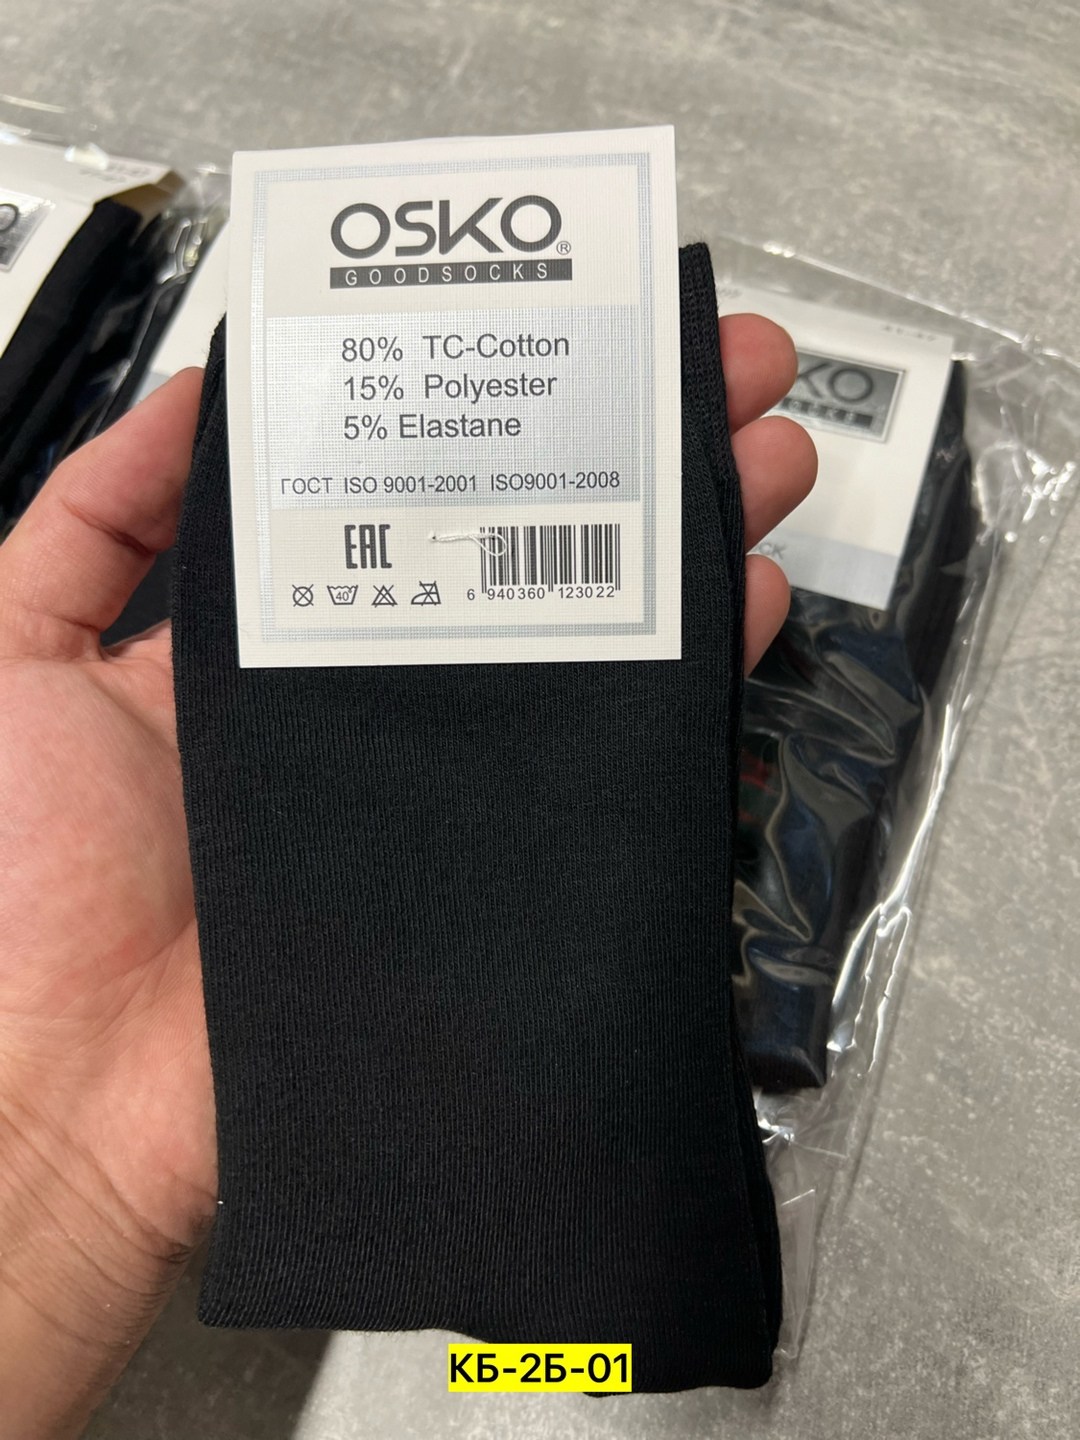 OSKO®
GOODSOCKS
80% TC-Cotton
15% Polyester
5% Elastane
ГОСТ ISO 9001-2001 ISO9001-2008
EAC
40°
6 940360 123022
КБ-2Б-01